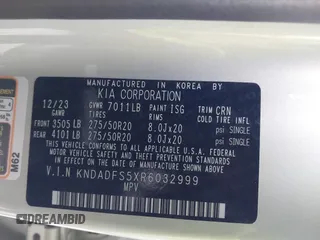 MANUFACTURED IN KOREA BY
KIA CORPORATION
12/23 GVWR 7011LB PAINT ISG TRIM CRN
GAWR TIRES RIMS COLD TIRE INFL
FRONT 3505 LB 275/50R20 8.0JX20 psi SINGLE
REAR 4101 LB 275/50R20 8.0JX20 psi SINGLE
THIS VEHICLE CONFORMS TO ALL APPLICABLE FEDERAL
MOTOR VEHICLE SAFETY STANDARDS IN EFFECT ON THE
DATE OF MANUFACTURE SHOWN ABOVE.
V.I.N KNDADFS5XR6032999
MPV
M62
DREAMBID